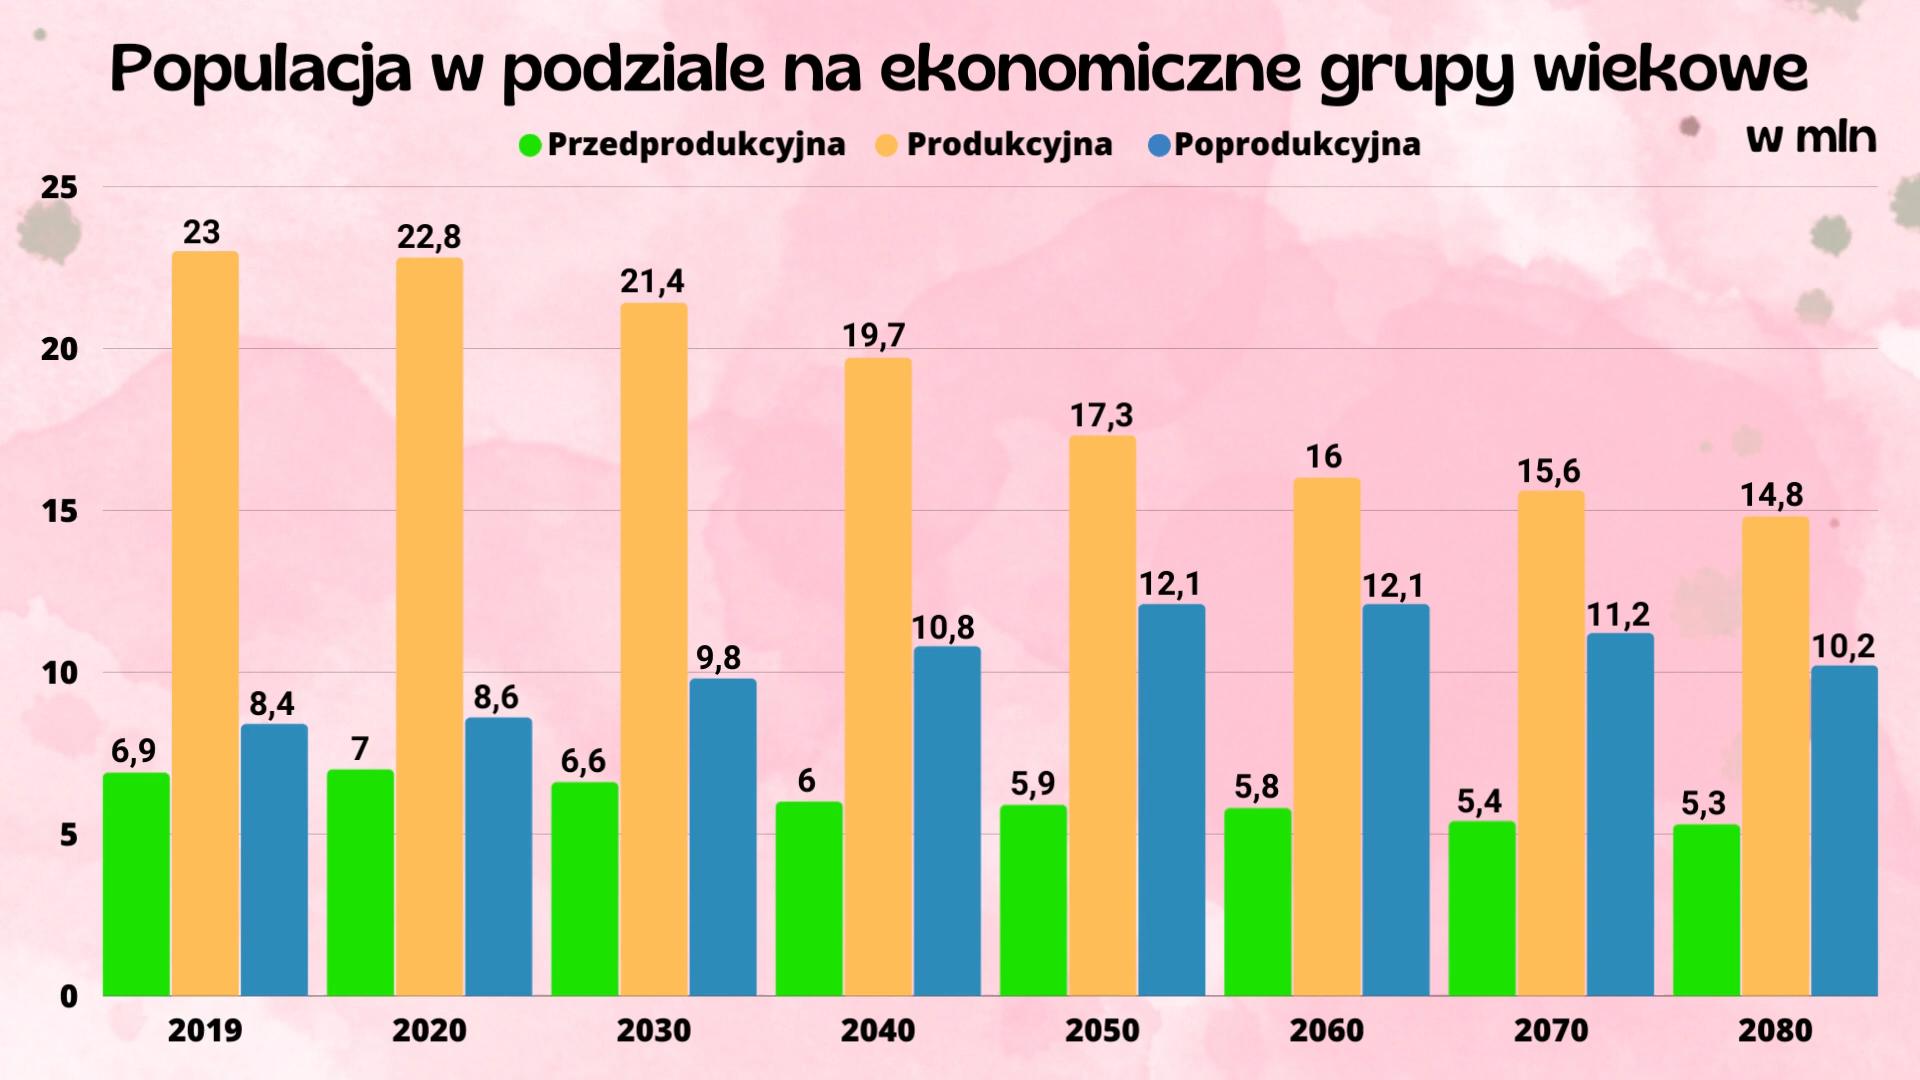 Populacja w podziale na ekonomiczne grupy wiekowe
Przedprodukcyjna Produkcyjna Poprodukcyjna
w mln
25
20
15
10
5
0
6,9 23 8,4
7 22,8 8,6
6,6 21,4 9,8
6 19,7 10,8
5,9 17,3 12,1
5,8 16 12,1
5,4 15,6 11,2
5,3 14,8 10,2
2019 2020 2030 2040 2050 2060 2070 2080